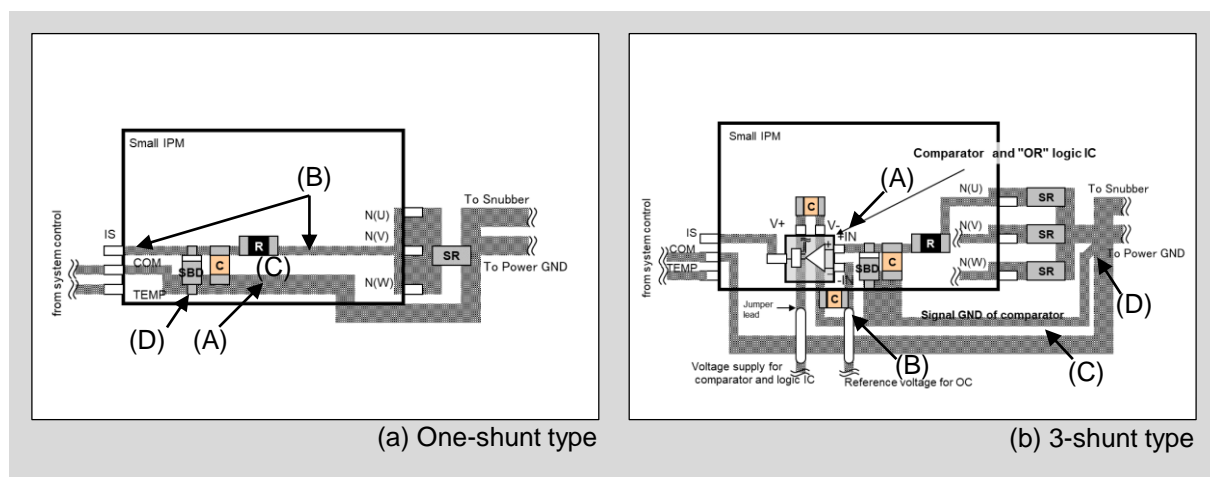 Small IPM
(B)
from system control
IS
COM
TEMP
R
C
SBD
(C)
N(U)
N(V)
N(W)
SR
To Snubber
To Power GND
(D)
(A)
(a) One-shunt type
Small IPM
Comparator and "OR" logic IC
(A)
from system control
IS
COM
TEMP
C
V+
V-
+IN
-IN
SBD
C
R
C
N(U)
N(V)
N(W)
SR
SR
SR
To Snubber
To Power GND
(D)
Jumper
lead
Signal GND of comparator
(B)
(C)
Voltage supply for
comparator and logic IC
Reference voltage for OC
(b) 3-shunt type